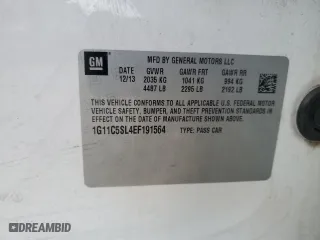 GM
MFD BY GENERAL MOTORS LLC
DATE GVWR GAWR FRT GAWR RR
12/13 2035 KG 1041 KG 994 KG
4487 LB 2295 LB 2192 LB
THIS VEHICLE CONFORMS TO ALL APPLICABLE U.S. FEDERAL
MOTOR VEHICLE SAFETY, BUMPER, AND THEFT PREVENTION
STANDARDS IN EFFECT ON THE DATE OF MANUFACTURE SHOWN ABOVE.
1G11C5SL4EF191564 TYPE: PASS CAR
© DREAMBID.COM